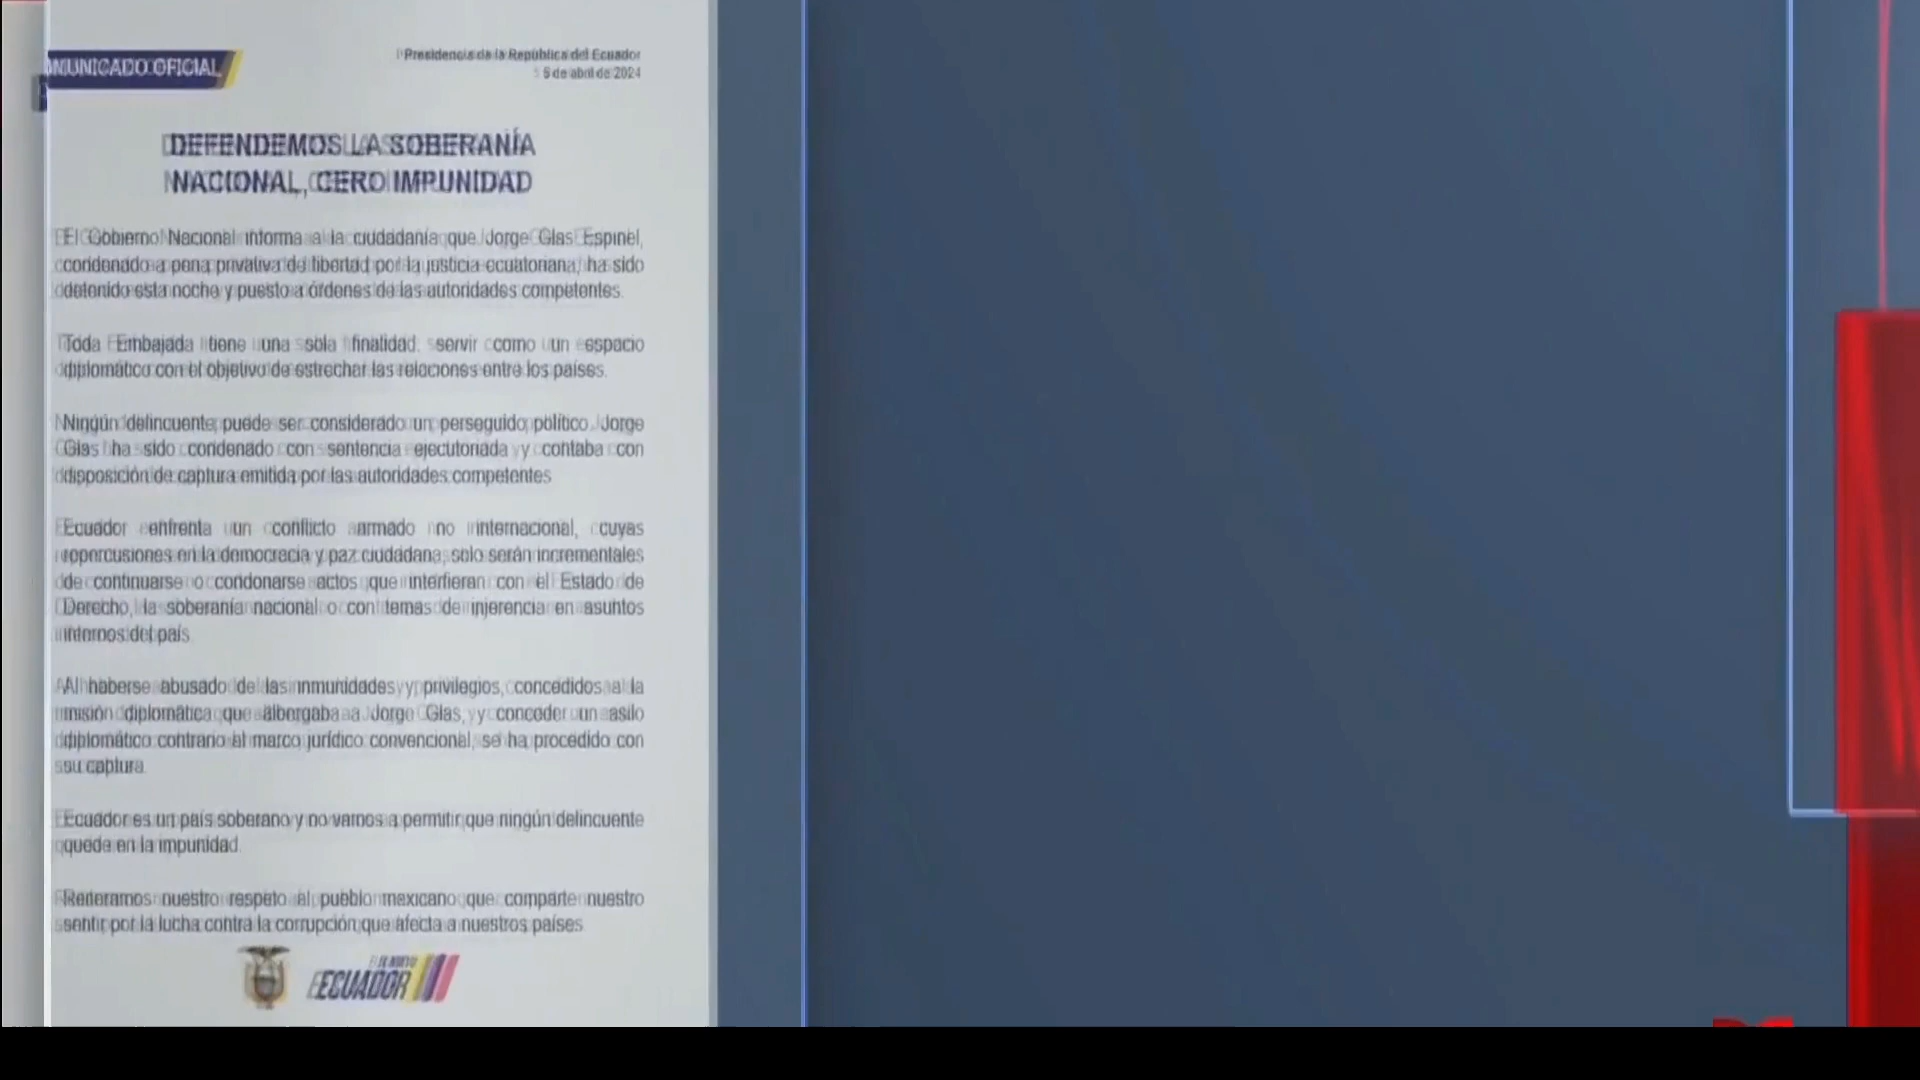 MUNICADO OFICIAL
Presidencia de la República del Ecuador
5 de abril de 2024
DEFENDEMOS LA SOBERANÍA
NACIONAL, CERO IMPUNIDAD
El Gobierno Nacional informa a la ciudadanía que Jorge Glas Espinel,
condenado a pena privativa de libertad por la justicia ecuatoriana, ha sido
detenido esta noche y puesto a órdenes de las autoridades competentes.
Toda Embajada tiene una sola finalidad: servir como un espacio
diplomático con el objetivo de estrechar las relaciones entre los países.
Ningún delincuente puede ser considerado un perseguido político. Jorge
Glas ha sido condenado con sentencia ejecutoriada y contaba con
disposición de captura emitida por las autoridades competentes.
Ecuador enfrenta un conflicto armado no internacional, cuyas
repercusiones en la democracia y paz ciudadana, solo serán incrementales
de continuarse o condonarse actos que interfieran con el Estado de
Derecho, la soberanía nacional o con temas de injerencia en asuntos
internos del país.
Al haberse abusado de las inmunidades y privilegios, concedidos a la
misión diplomática que albergaba a Jorge Glas, y conceder un asilo
diplomático contrario al marco jurídico convencional, se ha procedido con
su captura.
Ecuador es un país soberano y no vamos a permitir que ningún delincuente
quede en la impunidad.
Reiteramos nuestro respeto al pueblo mexicano que comparte nuestro
sentir por la lucha contra la corrupción que afecta a nuestros países.
EL NUEVO
ECUADOR